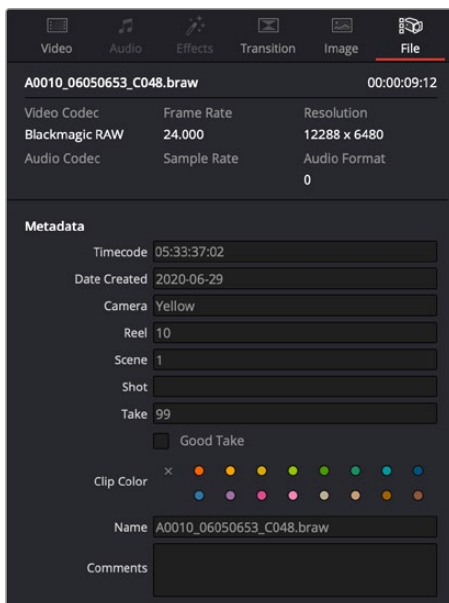 Video Audio Effects Transition Image File
A0010_06050653_C048.braw 00:00:09:12
Video Codec Frame Rate Resolution
Blackmagic RAW 24.000 12288 x 6480
Audio Codec Sample Rate Audio Format
0
Metadata
Timecode 05:33:37:02
Date Created 2020-06-29
Camera Yellow
Reel 10
Scene 1
Shot
Take 99
Good Take
Clip Color
Name A0010_06050653_C048.braw
Comments